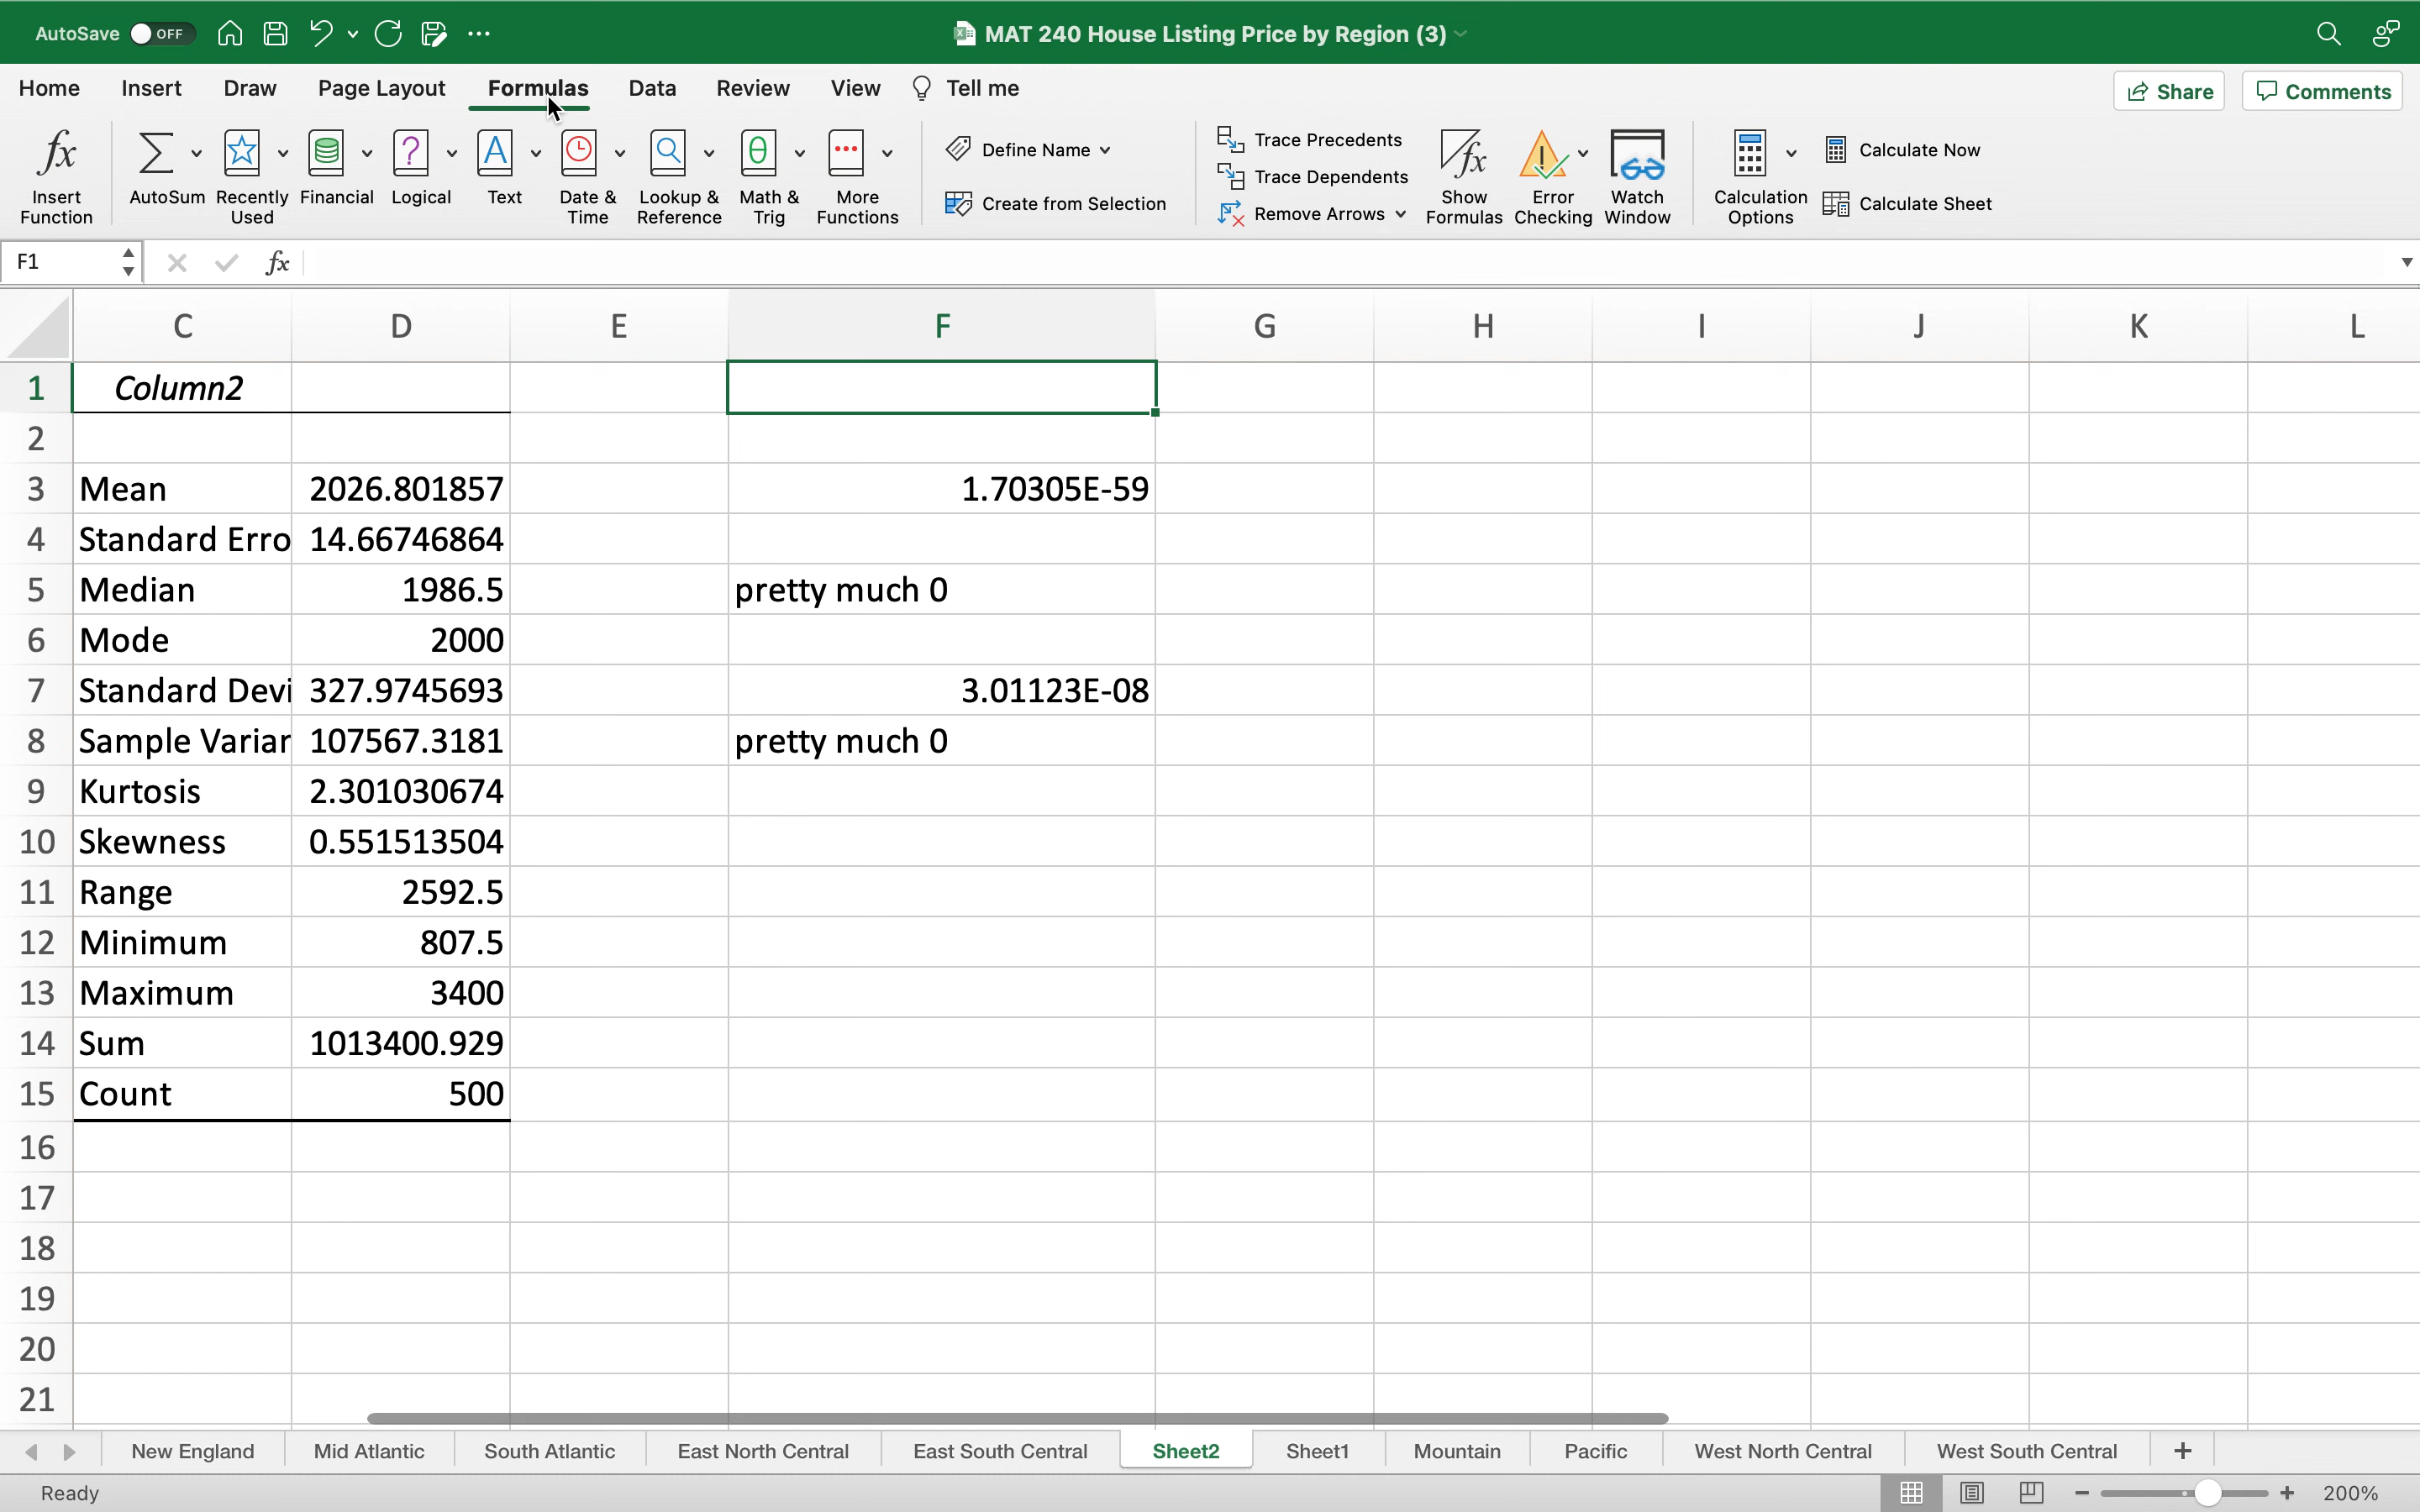 AutoSave OFF
MAT 240 House Listing Price by Region (3)
Home Insert Draw Page Layout Formulas Data Review View Tell me Share Comments
Insert Function
AutoSum
Recently Used
Financial
Logical
Text
Date & Time
Lookup & Reference
Math & Trig
More Functions
Define Name
Create from Selection
Trace Precedents
Trace Dependents
Remove Arrows
Show Formulas
Error Checking
Watch Window
Calculation Options
Calculate Now
Calculate Sheet
F1 fx
C D E F G H I J K L
1 Column2
2
3 Mean 2026.801857 1.70305E-59
4 Standard Erro 14.66746864
5 Median 1986.5 pretty much 0
6 Mode 2000
7 Standard Devi 327.9745693 3.01123E-08
8 Sample Varian 107567.3181 pretty much 0
9 Kurtosis 2.301030674
10 Skewness 0.551513504
11 Range 2592.5
12 Minimum 807.5
13 Maximum 3400
14 Sum 1013400.929
15 Count 500
16
17
18
19
20
21
New England Mid Atlantic South Atlantic East North Central East South Central Sheet2 Sheet1 Mountain Pacific West North Central West South Central +
Ready 200%